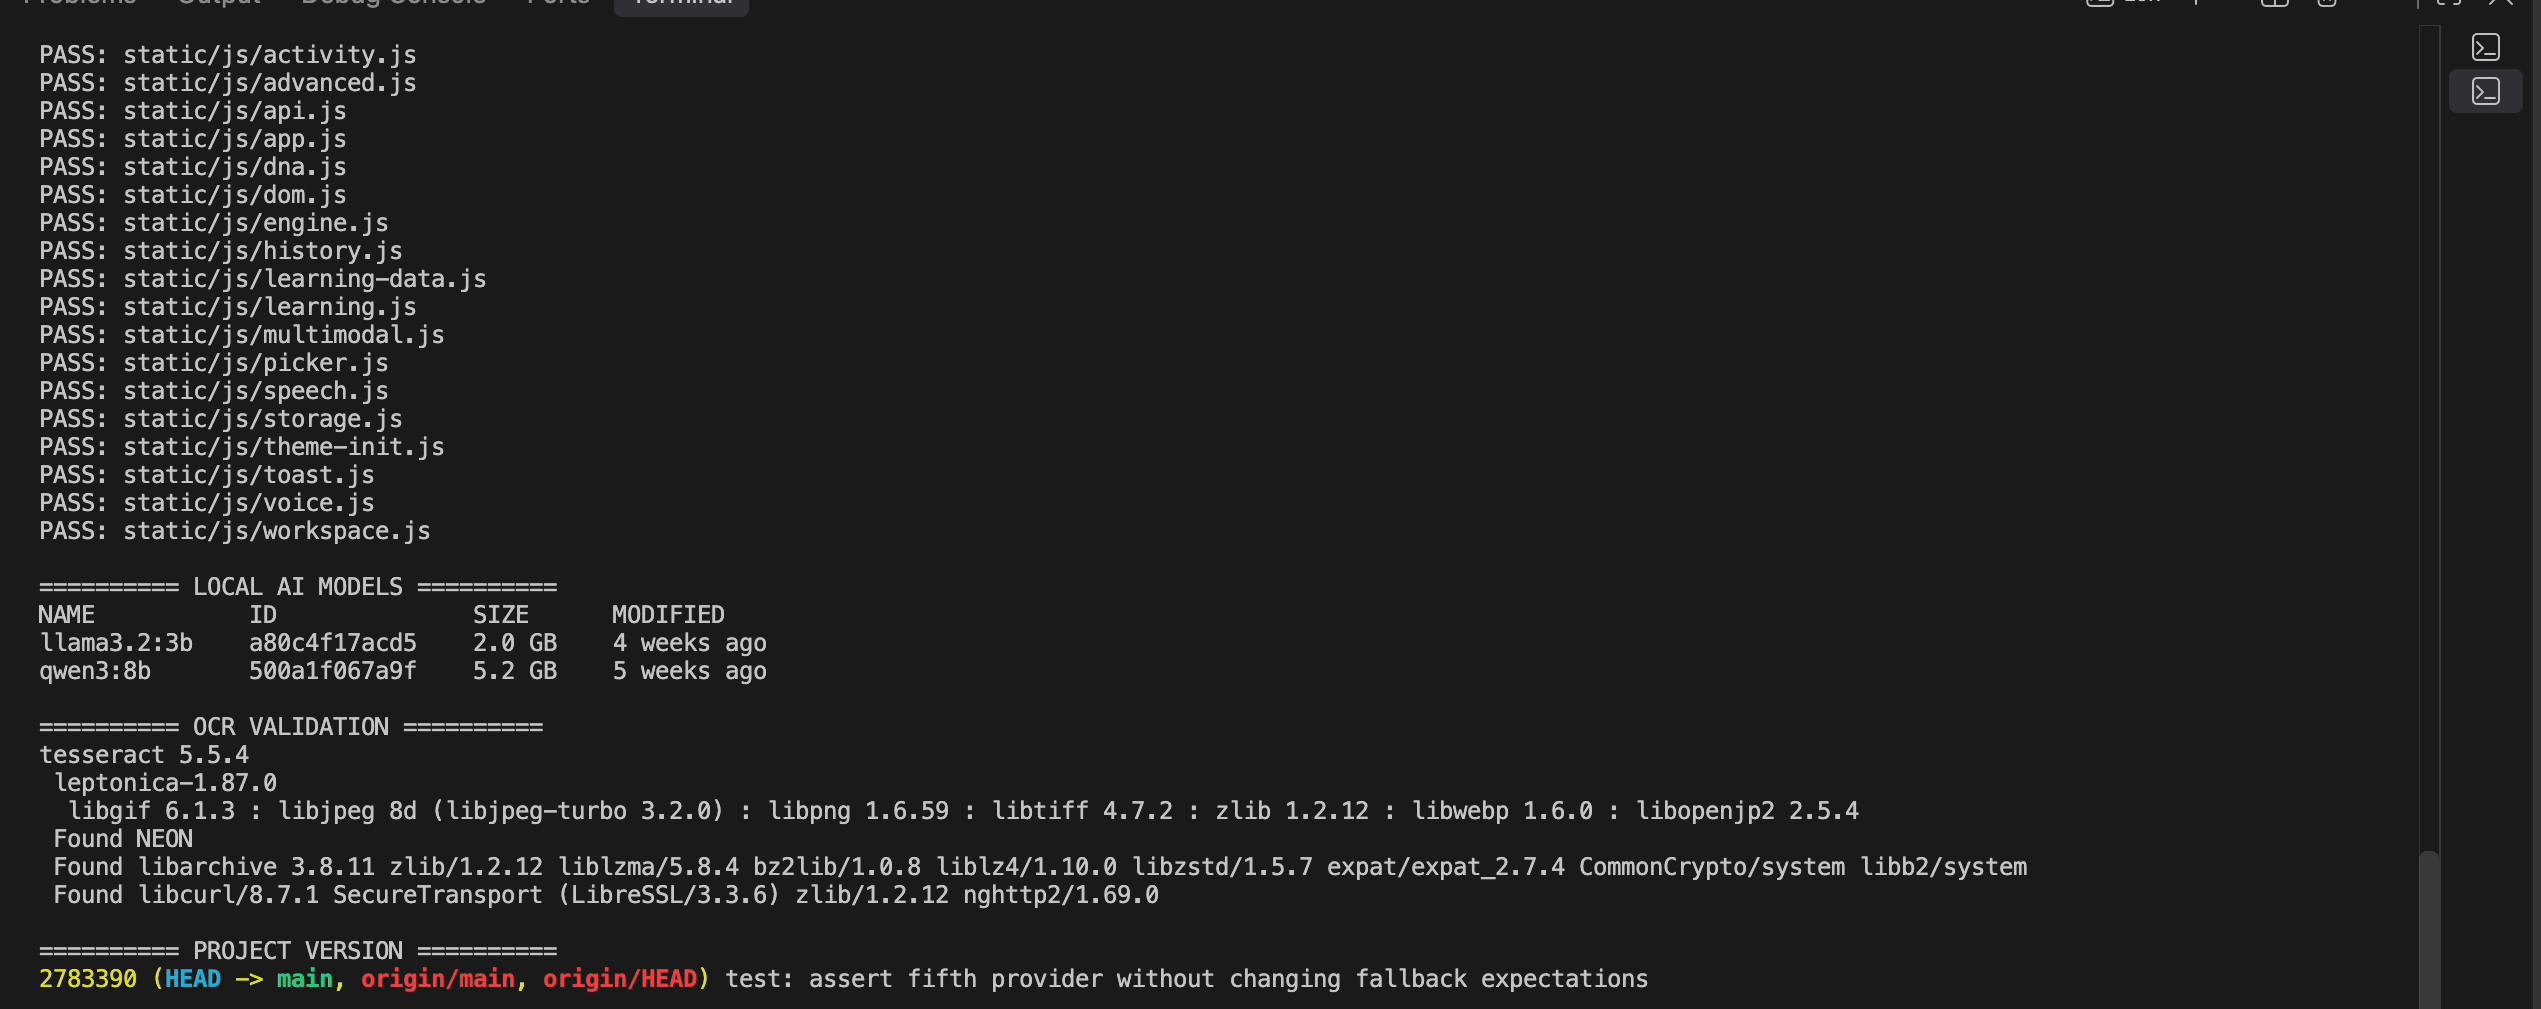 Problems Output Debug Console Ports Terminal
PASS: static/js/activity.js
PASS: static/js/advanced.js
PASS: static/js/api.js
PASS: static/js/app.js
PASS: static/js/dna.js
PASS: static/js/dom.js
PASS: static/js/engine.js
PASS: static/js/history.js
PASS: static/js/learning-data.js
PASS: static/js/learning.js
PASS: static/js/multimodal.js
PASS: static/js/picker.js
PASS: static/js/speech.js
PASS: static/js/storage.js
PASS: static/js/theme-init.js
PASS: static/js/toast.js
PASS: static/js/voice.js
PASS: static/js/workspace.js
========== LOCAL AI MODELS ==========
NAME ID SIZE MODIFIED
llama3.2:3b a80c4f17acd5 2.0 GB 4 weeks ago
qwen3:8b 500a1f067a9f 5.2 GB 5 weeks ago
========== OCR VALIDATION ==========
tesseract 5.5.4
leptonica-1.87.0
libgif 6.1.3 : libjpeg 8d (libjpeg-turbo 3.2.0) : libpng 1.6.59 : libtiff 4.7.2 : zlib 1.2.12 : libwebp 1.6.0 : libopenjp2 2.5.4
Found NEON
Found libarchive 3.8.11 zlib/1.2.12 liblzma/5.8.4 bz2lib/1.0.8 liblz4/1.10.0 libzstd/1.5.7 expat/expat_2.7.4 CommonCrypto/system libb2/system
Found libcurl/8.7.1 SecureTransport (LibreSSL/3.3.6) zlib/1.2.12 nghttp2/1.69.0
========== PROJECT VERSION ==========
2783390 (HEAD -> main, origin/main, origin/HEAD) test: assert fifth provider without changing fallback expectations